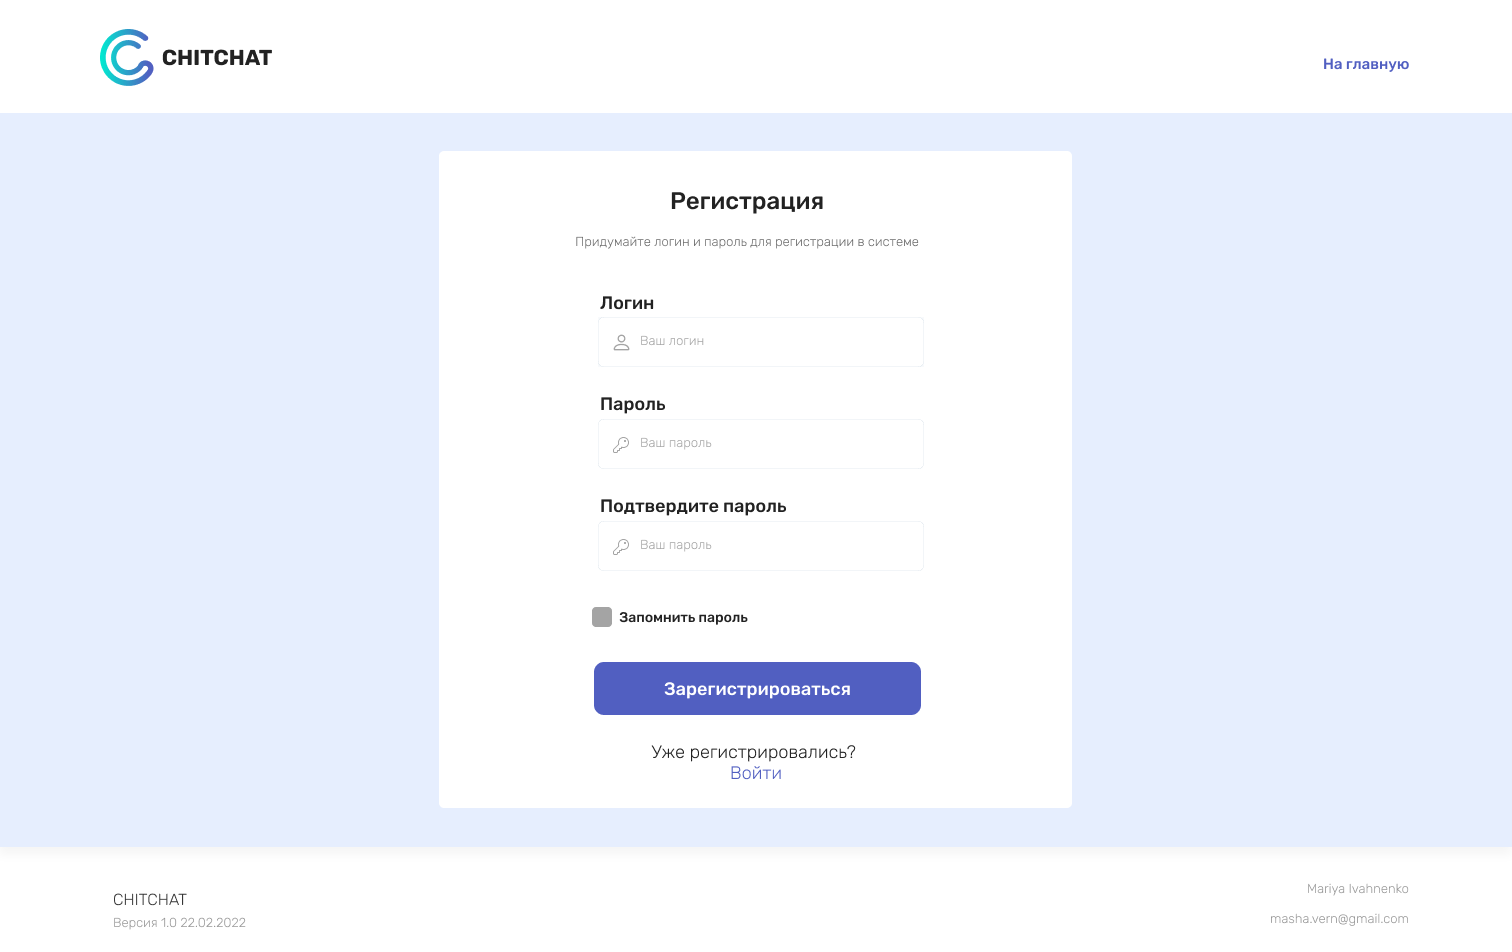 CHITCHAT
На главную
Регистрация
Придумайте логин и пароль для регистрации в системе
Логин
Ваш логин
Пароль
Ваш пароль
Подтвердите пароль
Ваш пароль
Запомнить пароль
Зарегистрироваться
Уже регистрировались?
Войти
CHITCHAT
Версия 1.0 22.02.2022
Mariya Ivahnenko
masha.vern@gmail.com